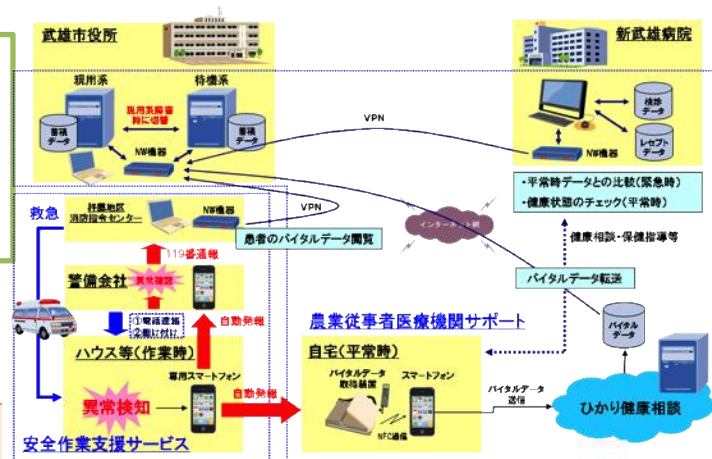 武雄市役所
新武雄病院
現用系
待機系
現用系障害
時に切替
蓄積
データ
蓄積
データ
NW機器
VPN
検診
データ
レセプト
データ
NW機器
・平常時データとの比較(緊急時)
・健康状態のチェック(平常時)
救急
杵藤地区
消防指令センター
NW機器
VPN
患者のバイタルデータ閲覧
インターネット網
健康相談・保健指導等
119番通報
警備会社
異常確認
バイタルデータ転送
①電話連絡
②駆け付け
自動発報
農業従事者医療機関サポート
バイタル
データ
ハウス等(作業時)
専用スマートフォン
異常検知
自動発報
自宅(平常時)
バイタルデータ
取得装置
スマートフォン
NFC通信
バイタルデータ
送信
ひかり健康相談
安全作業支援サービス